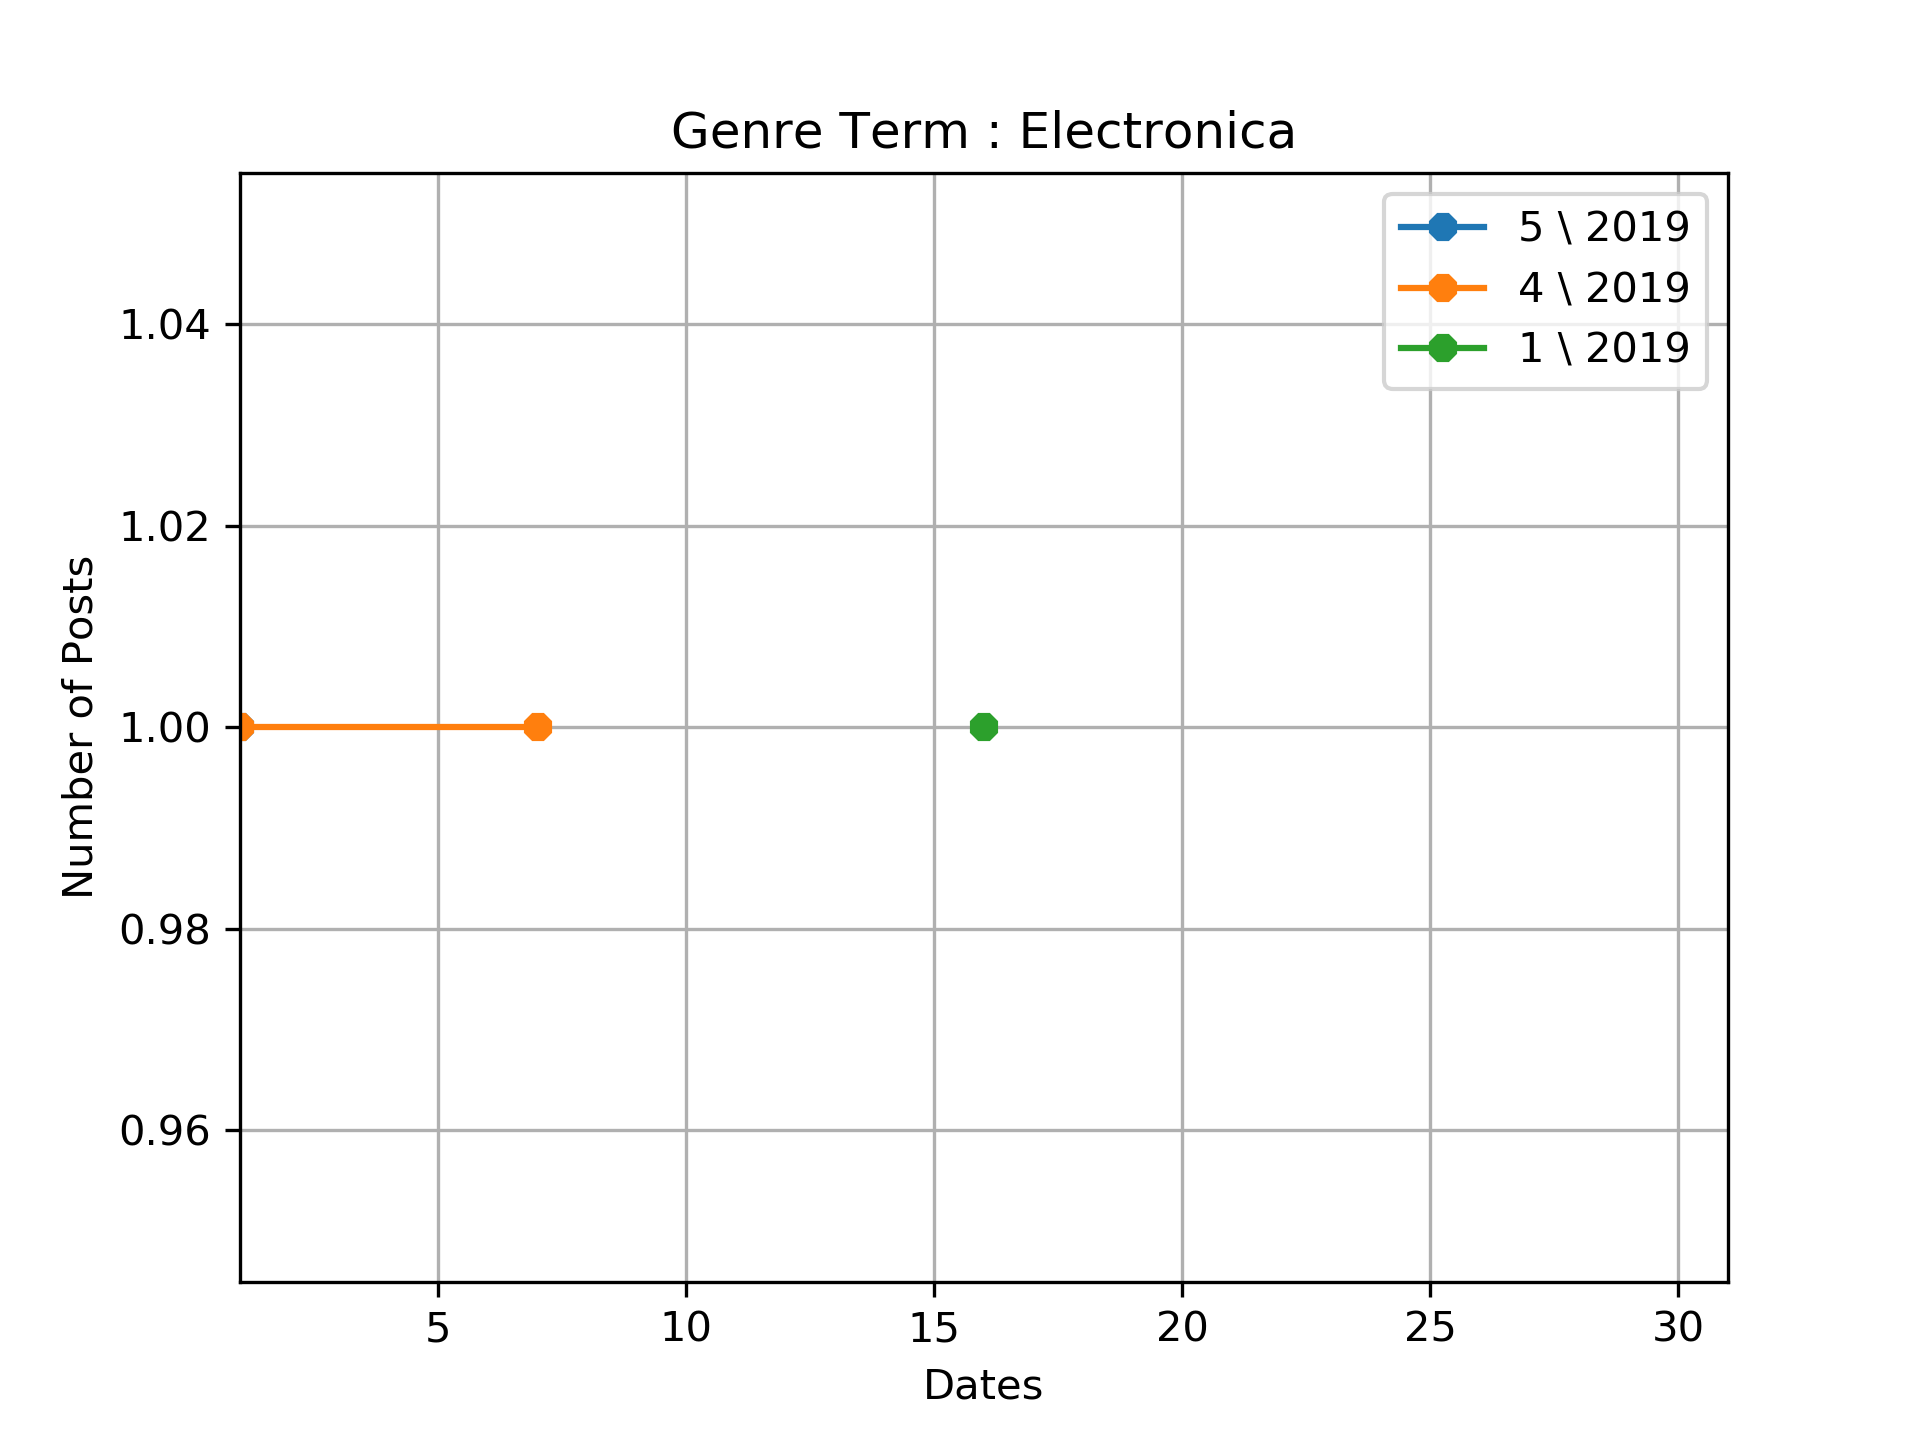 Genre Term : Electronica
5 \ 2019
4 \ 2019
1 \ 2019
1.04
1.02
1.00
0.98
0.96
Number of Posts
5 10 15 20 25 30
Dates